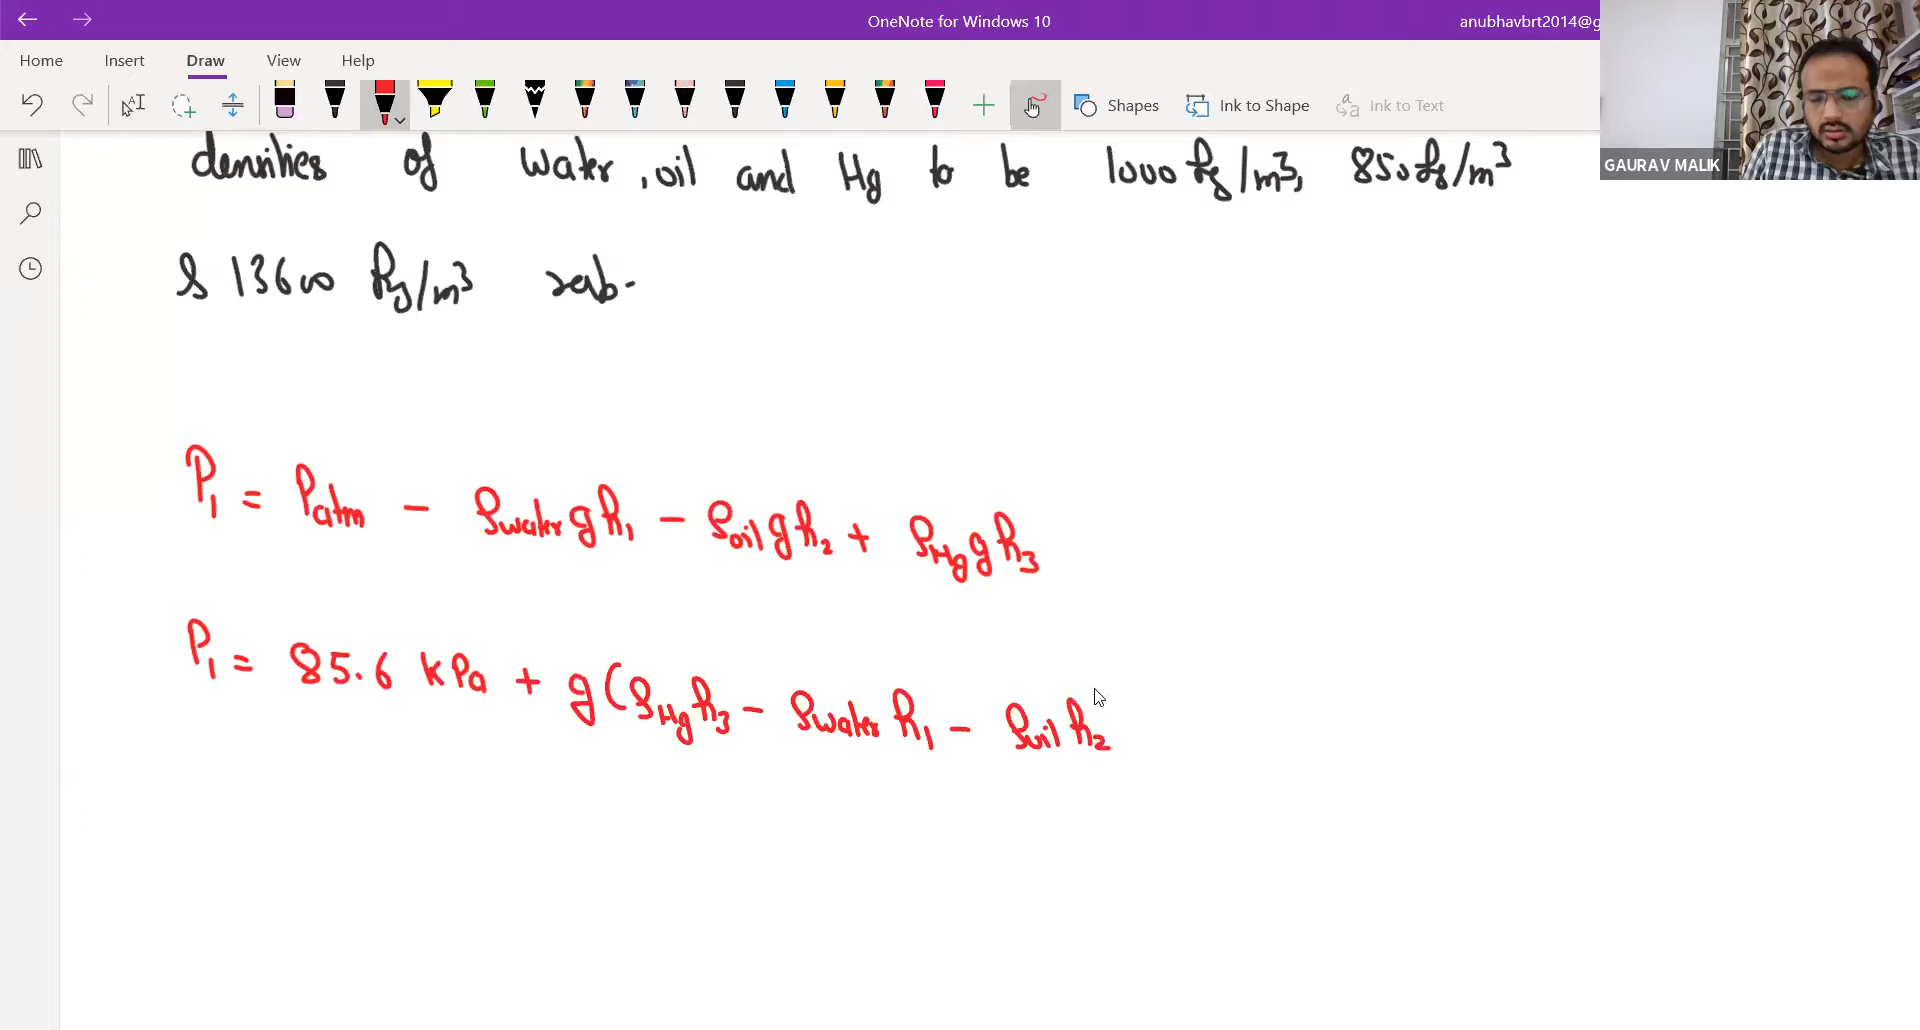 OneNote for Windows 10
anubhavbrt2014@g
Home Insert Draw View Help
Shapes Ink to Shape Ink to Text
GAURAV MALIK
densities of water, oil and Hg to be 1000 kg/m³, 850 kg/m³
& 13600 kg/m³
P₁ = Patm - ρwater g h₁ - ρoil g h₂ + ρHg g h₃
P₁ = 85.6 kPa + g(ρHg h₃ - ρwater h₁ - ρoil h₂